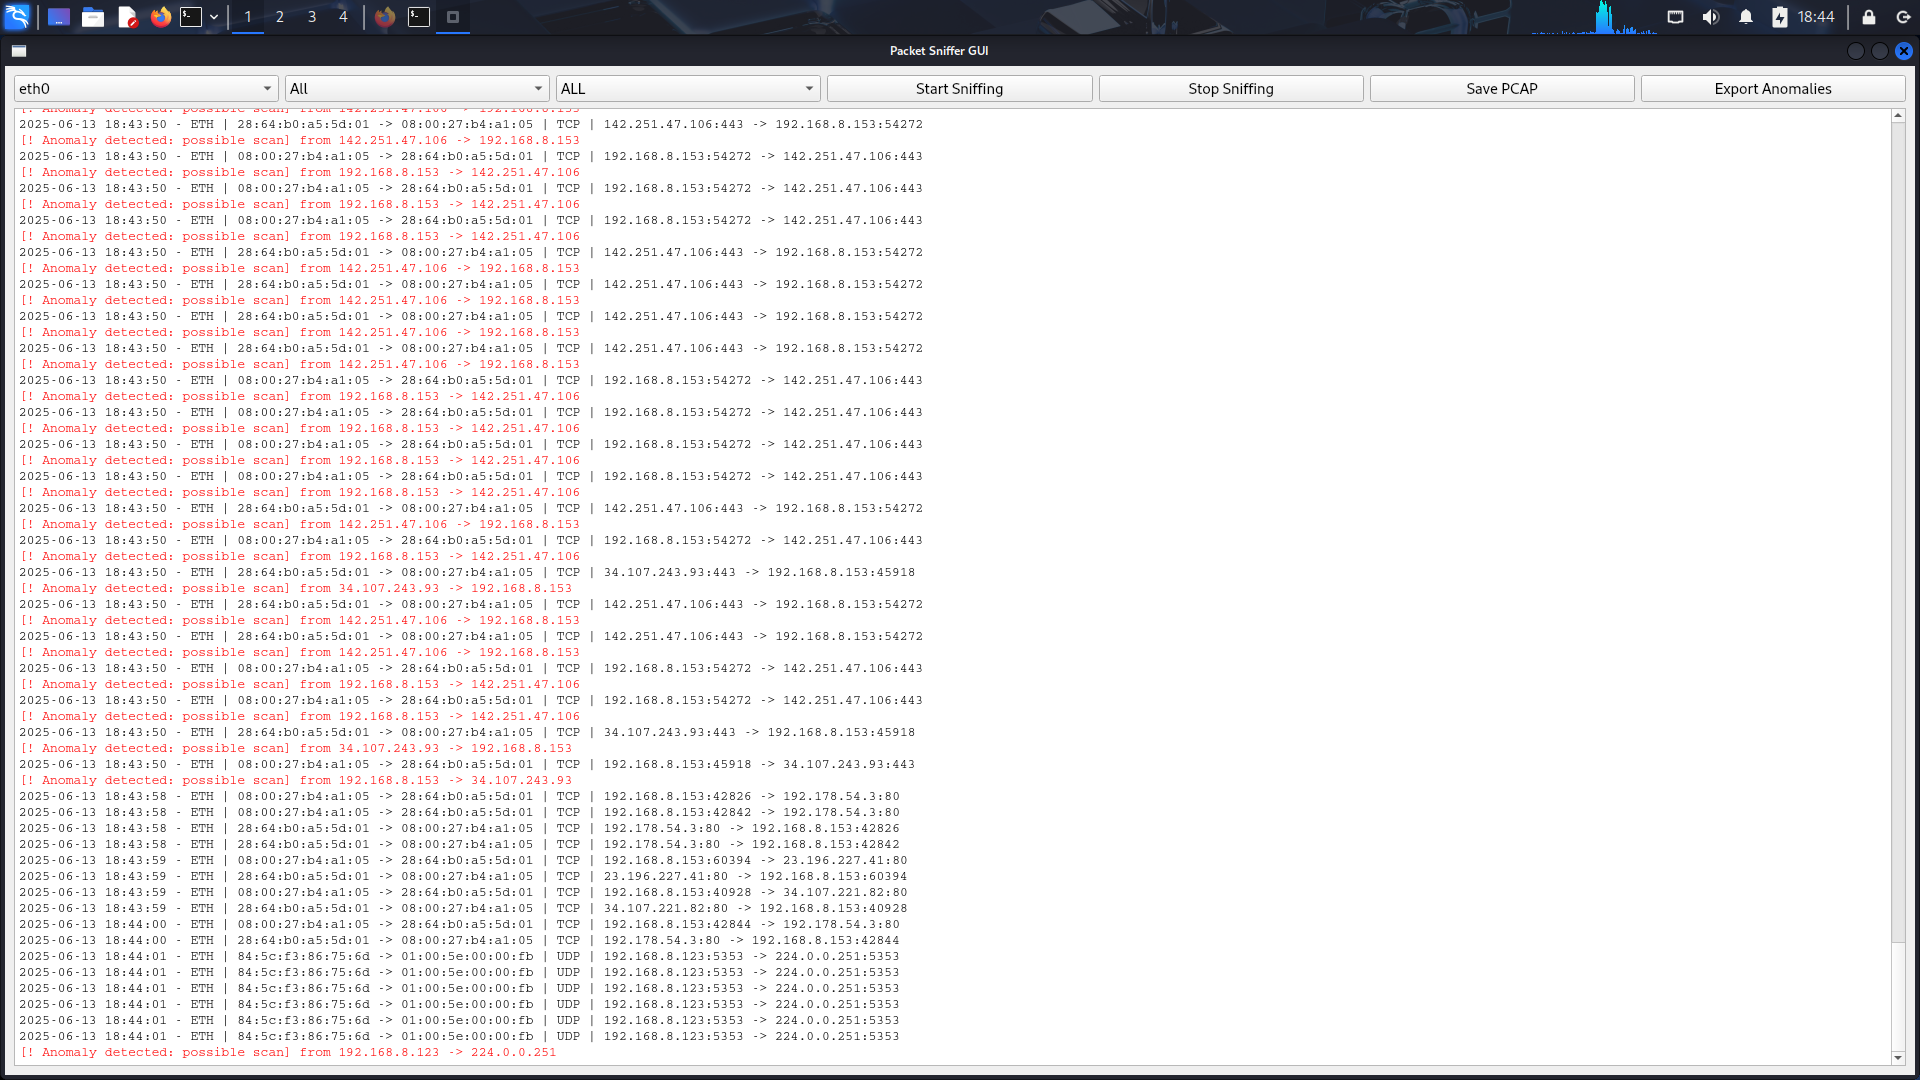 1 2 3 4 18:44
Packet Sniffer GUI
eth0 All ALL Start Sniffing Stop Sniffing Save PCAP Export Anomalies
[! Anomaly detected: possible scan] from 142.251.47.106 -> 192.168.8.153
2025-06-13 18:43:50 - ETH | 28:64:b0:a5:5d:01 -> 08:00:27:b4:a1:05 | TCP | 142.251.47.106:443 -> 192.168.8.153:54272
[! Anomaly detected: possible scan] from 142.251.47.106 -> 192.168.8.153
2025-06-13 18:43:50 - ETH | 08:00:27:b4:a1:05 -> 28:64:b0:a5:5d:01 | TCP | 192.168.8.153:54272 -> 142.251.47.106:443
[! Anomaly detected: possible scan] from 192.168.8.153 -> 142.251.47.106
2025-06-13 18:43:50 - ETH | 08:00:27:b4:a1:05 -> 28:64:b0:a5:5d:01 | TCP | 192.168.8.153:54272 -> 142.251.47.106:443
[! Anomaly detected: possible scan] from 192.168.8.153 -> 142.251.47.106
2025-06-13 18:43:50 - ETH | 08:00:27:b4:a1:05 -> 28:64:b0:a5:5d:01 | TCP | 192.168.8.153:54272 -> 142.251.47.106:443
[! Anomaly detected: possible scan] from 192.168.8.153 -> 142.251.47.106
2025-06-13 18:43:50 - ETH | 28:64:b0:a5:5d:01 -> 08:00:27:b4:a1:05 | TCP | 142.251.47.106:443 -> 192.168.8.153:54272
[! Anomaly detected: possible scan] from 142.251.47.106 -> 192.168.8.153
2025-06-13 18:43:50 - ETH | 28:64:b0:a5:5d:01 -> 08:00:27:b4:a1:05 | TCP | 142.251.47.106:443 -> 192.168.8.153:54272
[! Anomaly detected: possible scan] from 142.251.47.106 -> 192.168.8.153
2025-06-13 18:43:50 - ETH | 28:64:b0:a5:5d:01 -> 08:00:27:b4:a1:05 | TCP | 142.251.47.106:443 -> 192.168.8.153:54272
[! Anomaly detected: possible scan] from 142.251.47.106 -> 192.168.8.153
2025-06-13 18:43:50 - ETH | 28:64:b0:a5:5d:01 -> 08:00:27:b4:a1:05 | TCP | 142.251.47.106:443 -> 192.168.8.153:54272
[! Anomaly detected: possible scan] from 142.251.47.106 -> 192.168.8.153
2025-06-13 18:43:50 - ETH | 08:00:27:b4:a1:05 -> 28:64:b0:a5:5d:01 | TCP | 192.168.8.153:54272 -> 142.251.47.106:443
[! Anomaly detected: possible scan] from 192.168.8.153 -> 142.251.47.106
2025-06-13 18:43:50 - ETH | 08:00:27:b4:a1:05 -> 28:64:b0:a5:5d:01 | TCP | 192.168.8.153:54272 -> 142.251.47.106:443
[! Anomaly detected: possible scan] from 192.168.8.153 -> 142.251.47.106
2025-06-13 18:43:50 - ETH | 08:00:27:b4:a1:05 -> 28:64:b0:a5:5d:01 | TCP | 192.168.8.153:54272 -> 142.251.47.106:443
[! Anomaly detected: possible scan] from 192.168.8.153 -> 142.251.47.106
2025-06-13 18:43:50 - ETH | 08:00:27:b4:a1:05 -> 28:64:b0:a5:5d:01 | TCP | 192.168.8.153:54272 -> 142.251.47.106:443
[! Anomaly detected: possible scan] from 192.168.8.153 -> 142.251.47.106
2025-06-13 18:43:50 - ETH | 28:64:b0:a5:5d:01 -> 08:00:27:b4:a1:05 | TCP | 142.251.47.106:443 -> 192.168.8.153:54272
[! Anomaly detected: possible scan] from 142.251.47.106 -> 192.168.8.153
2025-06-13 18:43:50 - ETH | 08:00:27:b4:a1:05 -> 28:64:b0:a5:5d:01 | TCP | 192.168.8.153:54272 -> 142.251.47.106:443
[! Anomaly detected: possible scan] from 192.168.8.153 -> 142.251.47.106
2025-06-13 18:43:50 - ETH | 28:64:b0:a5:5d:01 -> 08:00:27:b4:a1:05 | TCP | 34.107.243.93:443 -> 192.168.8.153:45918
[! Anomaly detected: possible scan] from 34.107.243.93 -> 192.168.8.153
2025-06-13 18:43:50 - ETH | 28:64:b0:a5:5d:01 -> 08:00:27:b4:a1:05 | TCP | 142.251.47.106:443 -> 192.168.8.153:54272
[! Anomaly detected: possible scan] from 142.251.47.106 -> 192.168.8.153
2025-06-13 18:43:50 - ETH | 28:64:b0:a5:5d:01 -> 08:00:27:b4:a1:05 | TCP | 142.251.47.106:443 -> 192.168.8.153:54272
[! Anomaly detected: possible scan] from 142.251.47.106 -> 192.168.8.153
2025-06-13 18:43:50 - ETH | 08:00:27:b4:a1:05 -> 28:64:b0:a5:5d:01 | TCP | 192.168.8.153:54272 -> 142.251.47.106:443
[! Anomaly detected: possible scan] from 192.168.8.153 -> 142.251.47.106
2025-06-13 18:43:50 - ETH | 08:00:27:b4:a1:05 -> 28:64:b0:a5:5d:01 | TCP | 192.168.8.153:54272 -> 142.251.47.106:443
[! Anomaly detected: possible scan] from 192.168.8.153 -> 142.251.47.106
2025-06-13 18:43:50 - ETH | 28:64:b0:a5:5d:01 -> 08:00:27:b4:a1:05 | TCP | 34.107.243.93:443 -> 192.168.8.153:45918
[! Anomaly detected: possible scan] from 34.107.243.93 -> 192.168.8.153
2025-06-13 18:43:50 - ETH | 08:00:27:b4:a1:05 -> 28:64:b0:a5:5d:01 | TCP | 192.168.8.153:45918 -> 34.107.243.93:443
[! Anomaly detected: possible scan] from 192.168.8.153 -> 34.107.243.93
2025-06-13 18:43:58 - ETH | 08:00:27:b4:a1:05 -> 28:64:b0:a5:5d:01 | TCP | 192.168.8.153:42826 -> 192.178.54.3:80
2025-06-13 18:43:58 - ETH | 08:00:27:b4:a1:05 -> 28:64:b0:a5:5d:01 | TCP | 192.168.8.153:42842 -> 192.178.54.3:80
2025-06-13 18:43:58 - ETH | 28:64:b0:a5:5d:01 -> 08:00:27:b4:a1:05 | TCP | 192.178.54.3:80 -> 192.168.8.153:42826
2025-06-13 18:43:58 - ETH | 28:64:b0:a5:5d:01 -> 08:00:27:b4:a1:05 | TCP | 192.178.54.3:80 -> 192.168.8.153:42842
2025-06-13 18:43:59 - ETH | 08:00:27:b4:a1:05 -> 28:64:b0:a5:5d:01 | TCP | 192.168.8.153:60394 -> 23.196.227.41:80
2025-06-13 18:43:59 - ETH | 28:64:b0:a5:5d:01 -> 08:00:27:b4:a1:05 | TCP | 23.196.227.41:80 -> 192.168.8.153:60394
2025-06-13 18:43:59 - ETH | 08:00:27:b4:a1:05 -> 28:64:b0:a5:5d:01 | TCP | 192.168.8.153:40928 -> 34.107.221.82:80
2025-06-13 18:43:59 - ETH | 28:64:b0:a5:5d:01 -> 08:00:27:b4:a1:05 | TCP | 34.107.221.82:80 -> 192.168.8.153:40928
2025-06-13 18:44:00 - ETH | 08:00:27:b4:a1:05 -> 28:64:b0:a5:5d:01 | TCP | 192.168.8.153:42844 -> 192.178.54.3:80
2025-06-13 18:44:00 - ETH | 28:64:b0:a5:5d:01 -> 08:00:27:b4:a1:05 | TCP | 192.178.54.3:80 -> 192.168.8.153:42844
2025-06-13 18:44:01 - ETH | 84:5c:f3:86:75:6d -> 01:00:5e:00:00:fb | UDP | 192.168.8.123:5353 -> 224.0.0.251:5353
2025-06-13 18:44:01 - ETH | 84:5c:f3:86:75:6d -> 01:00:5e:00:00:fb | UDP | 192.168.8.123:5353 -> 224.0.0.251:5353
2025-06-13 18:44:01 - ETH | 84:5c:f3:86:75:6d -> 01:00:5e:00:00:fb | UDP | 192.168.8.123:5353 -> 224.0.0.251:5353
2025-06-13 18:44:01 - ETH | 84:5c:f3:86:75:6d -> 01:00:5e:00:00:fb | UDP | 192.168.8.123:5353 -> 224.0.0.251:5353
2025-06-13 18:44:01 - ETH | 84:5c:f3:86:75:6d -> 01:00:5e:00:00:fb | UDP | 192.168.8.123:5353 -> 224.0.0.251:5353
2025-06-13 18:44:01 - ETH | 84:5c:f3:86:75:6d -> 01:00:5e:00:00:fb | UDP | 192.168.8.123:5353 -> 224.0.0.251:5353
[! Anomaly detected: possible scan] from 192.168.8.123 -> 224.0.0.251